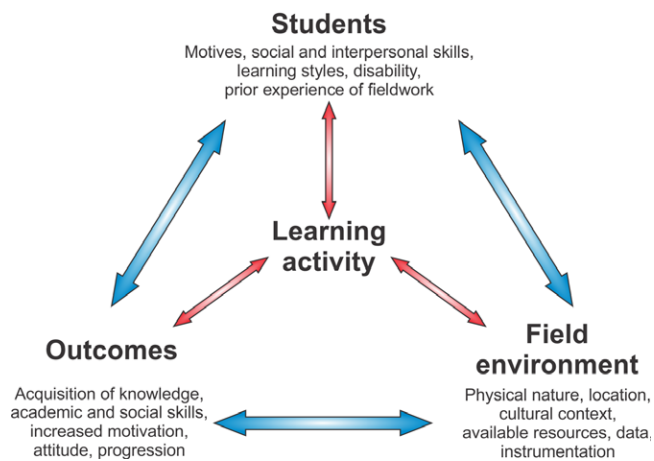 Students
Motives, social and interpersonal skills,
learning styles, disability,
prior experience of fieldwork
Learning
activity
Outcomes
Acquisition of knowledge,
academic and social skills,
increased motivation,
attitude, progression
Field
environment
Physical nature, location,
cultural context,
available resources, data,
instrumentation